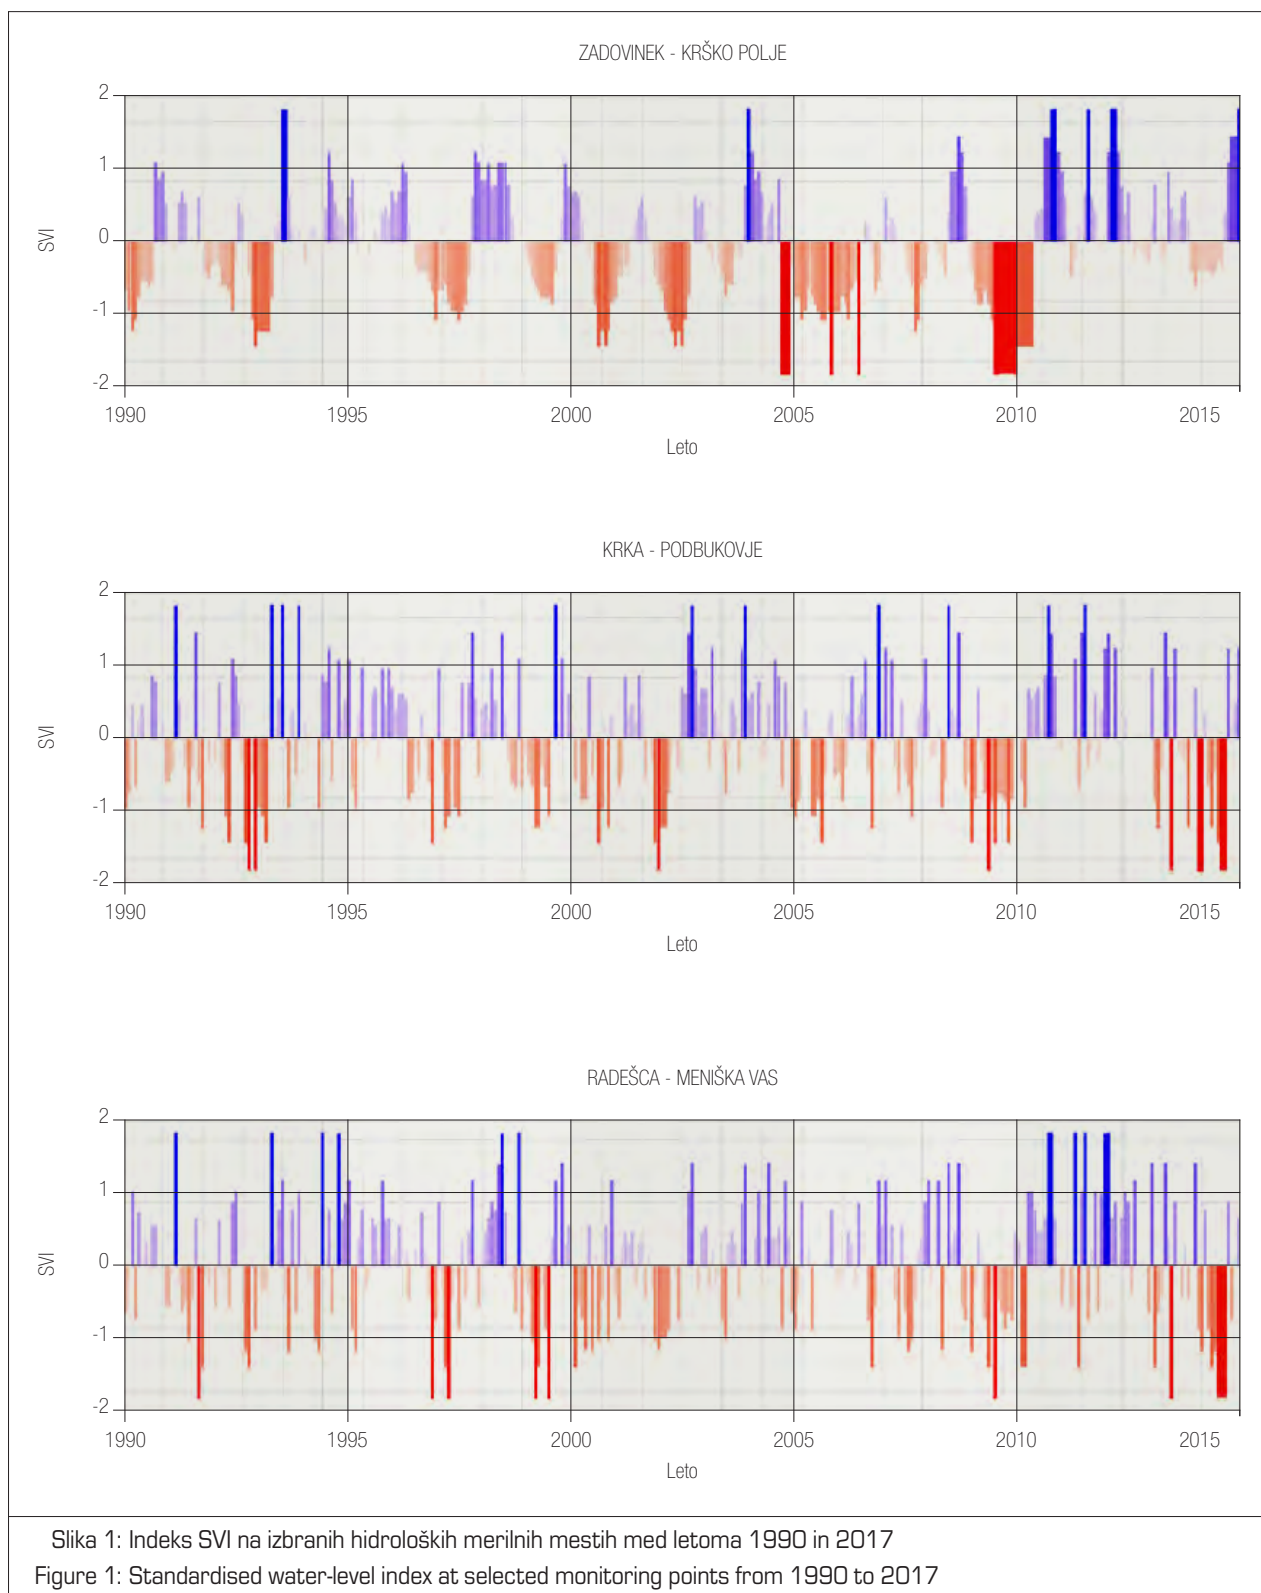 ZADOVINEK - KRŠKO POLJE
2
1
0
-1
-2
SVI
1990 1995 2000 2005 2010 2015
Leto
KRKA - PODBUKOVJE
2
1
0
-1
-2
SVI
1990 1995 2000 2005 2010 2015
Leto
RADEŠCA - MENIŠKA VAS
2
1
0
-1
-2
SVI
1990 1995 2000 2005 2010 2015
Leto
Slika 1: Indeks SVI na izbranih hidroloških merilnih mestih med letoma 1990 in 2017
Figure 1: Standardised water-level index at selected monitoring points from 1990 to 2017